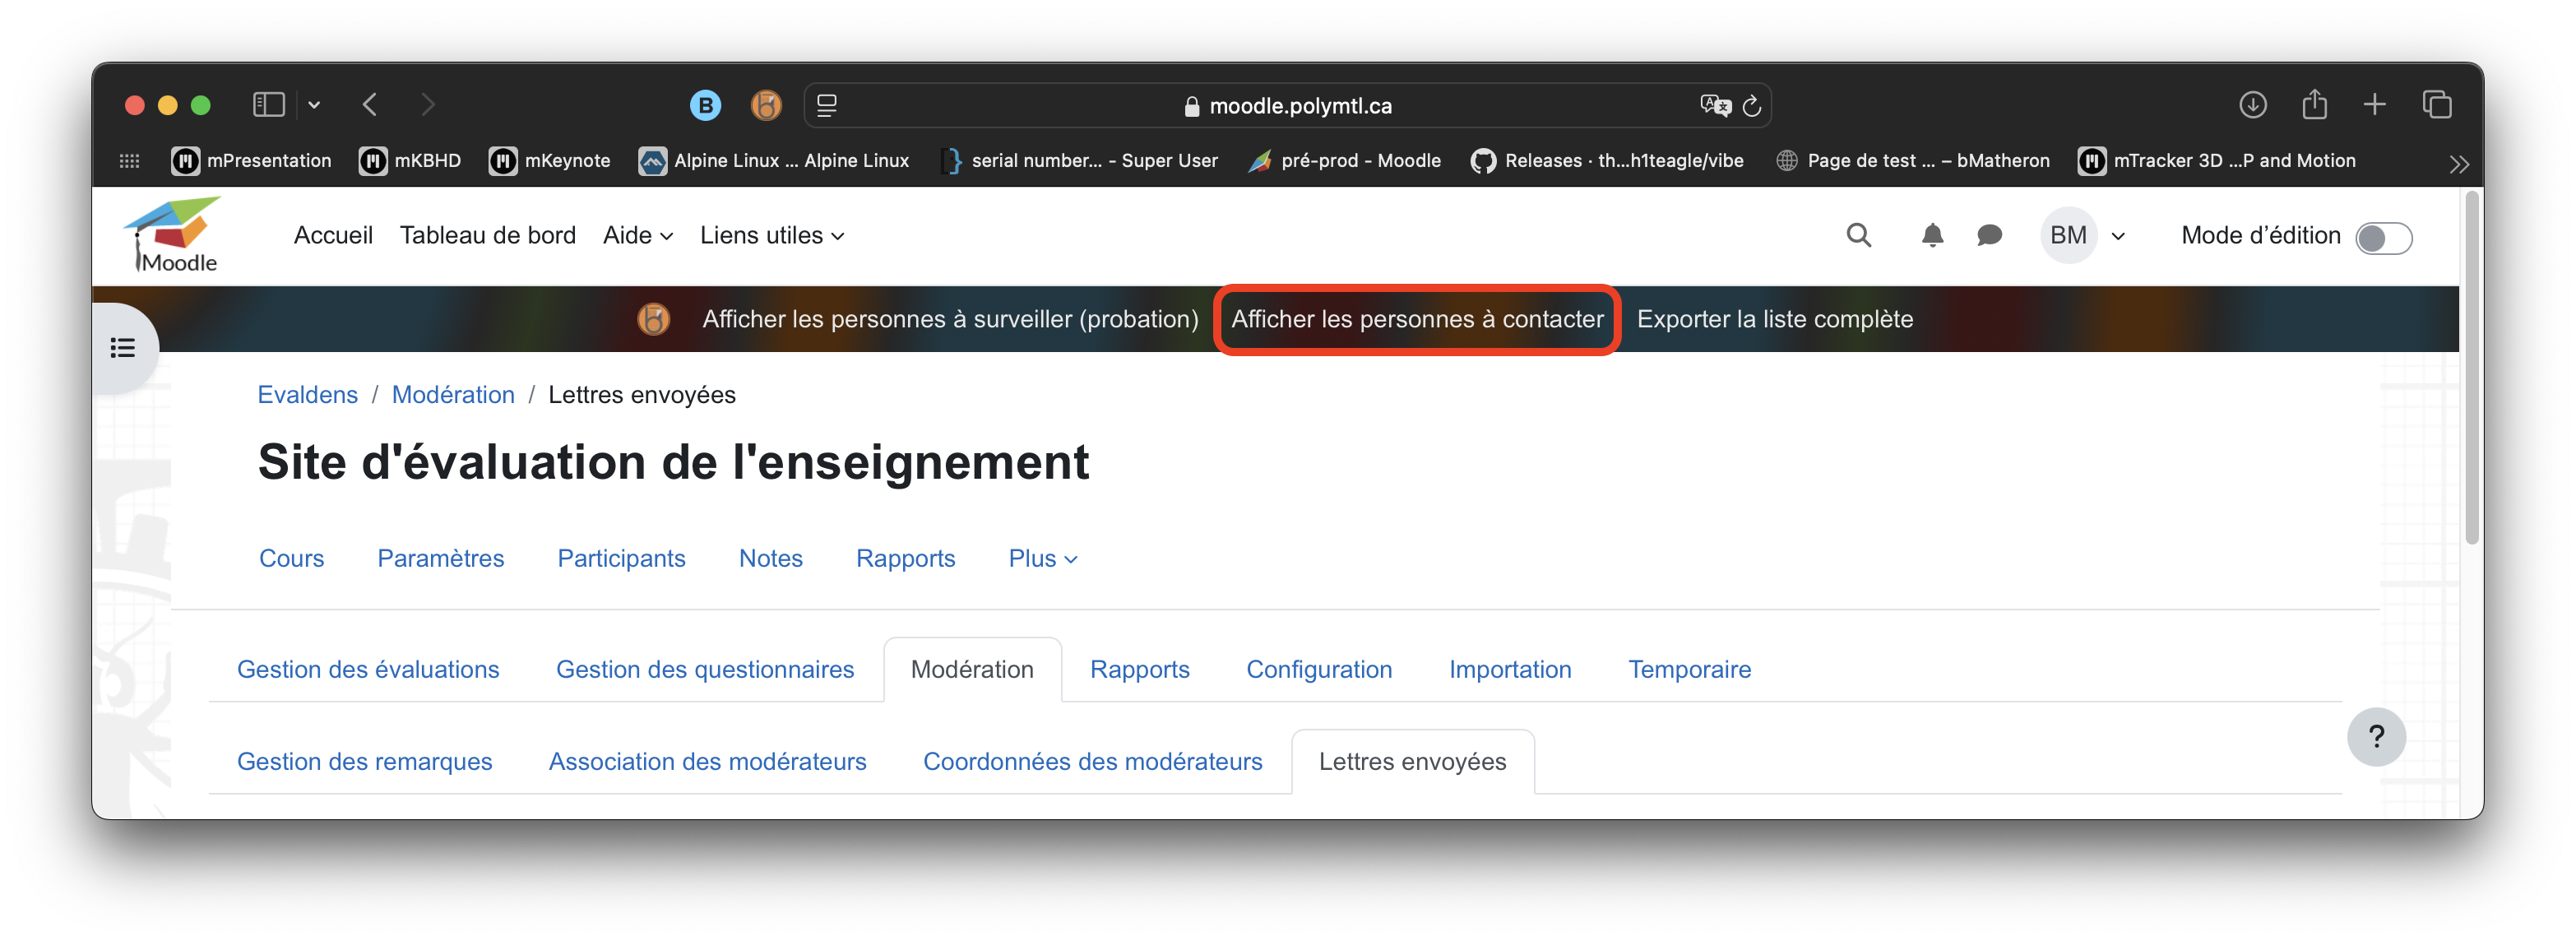 B moodle.polymtl.ca
mPresentation mKBHD mKeynote Alpine Linux ... Alpine Linux serial number... - Super User pré-prod - Moodle Releases · th...h1teagle/vibe Page de test ... – bMatheron mTracker 3D ...P and Motion
Moodle Accueil Tableau de bord Aide Liens utiles BM Mode d’édition
Afficher les personnes à surveiller (probation) Afficher les personnes à contacter Exporter la liste complète
Evaldens / Modération / Lettres envoyées
Site d'évaluation de l'enseignement
Cours Paramètres Participants Notes Rapports Plus
Gestion des évaluations Gestion des questionnaires Modération Rapports Configuration Importation Temporaire
?
Gestion des remarques Association des modérateurs Coordonnées des modérateurs Lettres envoyées